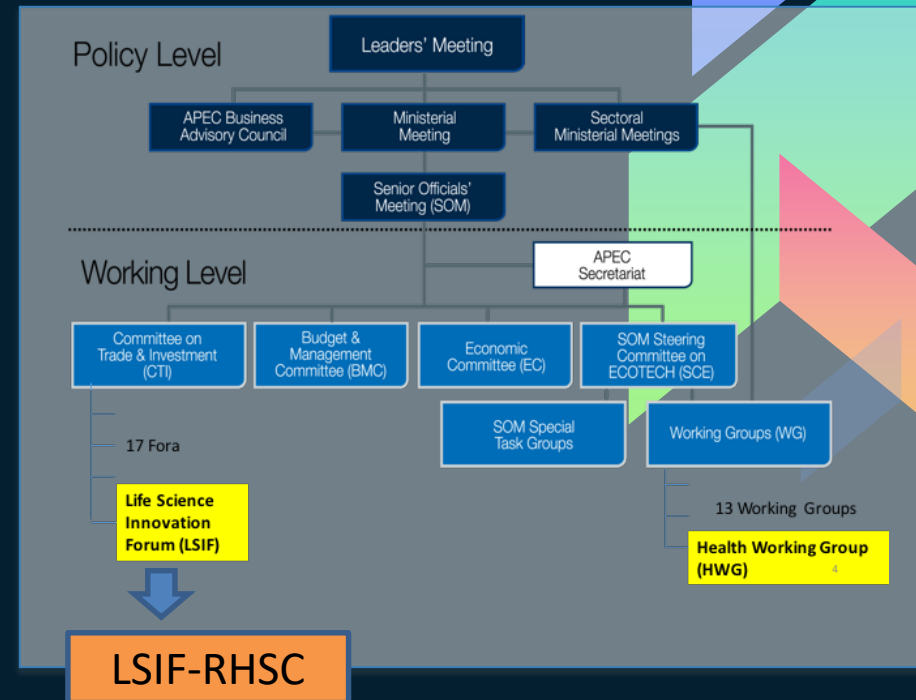 Policy Level
Leaders' Meeting
APEC Business
Advisory Council
Ministerial
Meeting
Sectoral
Ministerial Meetings
Senior Officials'
Meeting (SOM)
Working Level
APEC
Secretariat
Committee on
Trade & Investment
(CTI)
Budget &
Management
Committee (BMC)
Economic
Committee (EC)
SOM Steering
Committee on
ECOTECH (SCE)
SOM Special
Task Groups
Working Groups (WG)
17 Fora
Life Science
Innovation
Forum (LSIF)
13 Working Groups
Health Working Group
(HWG)
4
LSIF-RHSC